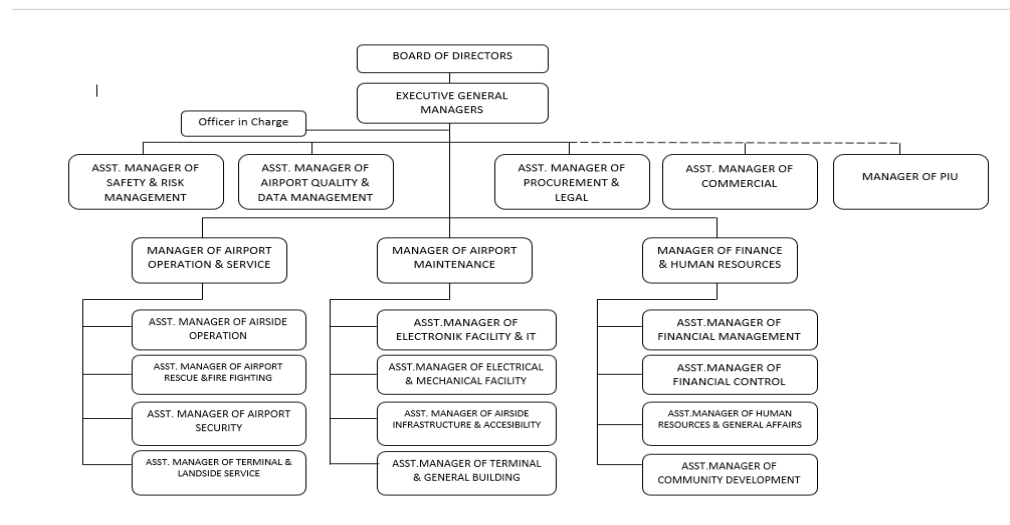 BOARD OF DIRECTORS
EXECUTIVE GENERAL
MANAGERS
Officer in Charge
ASST. MANAGER OF
SAFETY & RISK
MANAGEMENT
ASST. MANAGER OF
AIRPORT QUALITY &
DATA MANAGEMENT
ASST. MANAGER OF
PROCUREMENT &
LEGAL
ASST. MANAGER OF
COMMERCIAL
MANAGER OF PIU
MANAGER OF AIRPORT
OPERATION & SERVICE
MANAGER OF AIRPORT
MAINTENANCE
MANAGER OF FINANCE
& HUMAN RESOURCES
ASST. MANAGER OF AIRSIDE
OPERATION
ASST. MANAGER OF AIRPORT
RESCUE &FIRE FIGHTING
ASST. MANAGER OF AIRPORT
SECURITY
ASST. MANAGER OF TERMINAL &
LANDSIDE SERVICE
ASST.MANAGER OF
ELECTRONIK FACILITY & IT
ASST.MANAGER OF ELECTRICAL
& MECHANICAL FACILITY
ASST. MANAGER OF AIRSIDE
INFRASTRUCTURE & ACCESIBILITY
ASST.MANAGER OF TERMINAL
& GENERAL BUILDING
ASST.MANAGER OF
FINANCIAL MANAGEMENT
ASST.MANAGER OF
FINANCIAL CONTROL
ASST.MANAGER OF HUMAN
RESOURCES & GENERAL AFFAIRS
ASST.MANAGER OF
COMMUNITY DEVELOPMENT